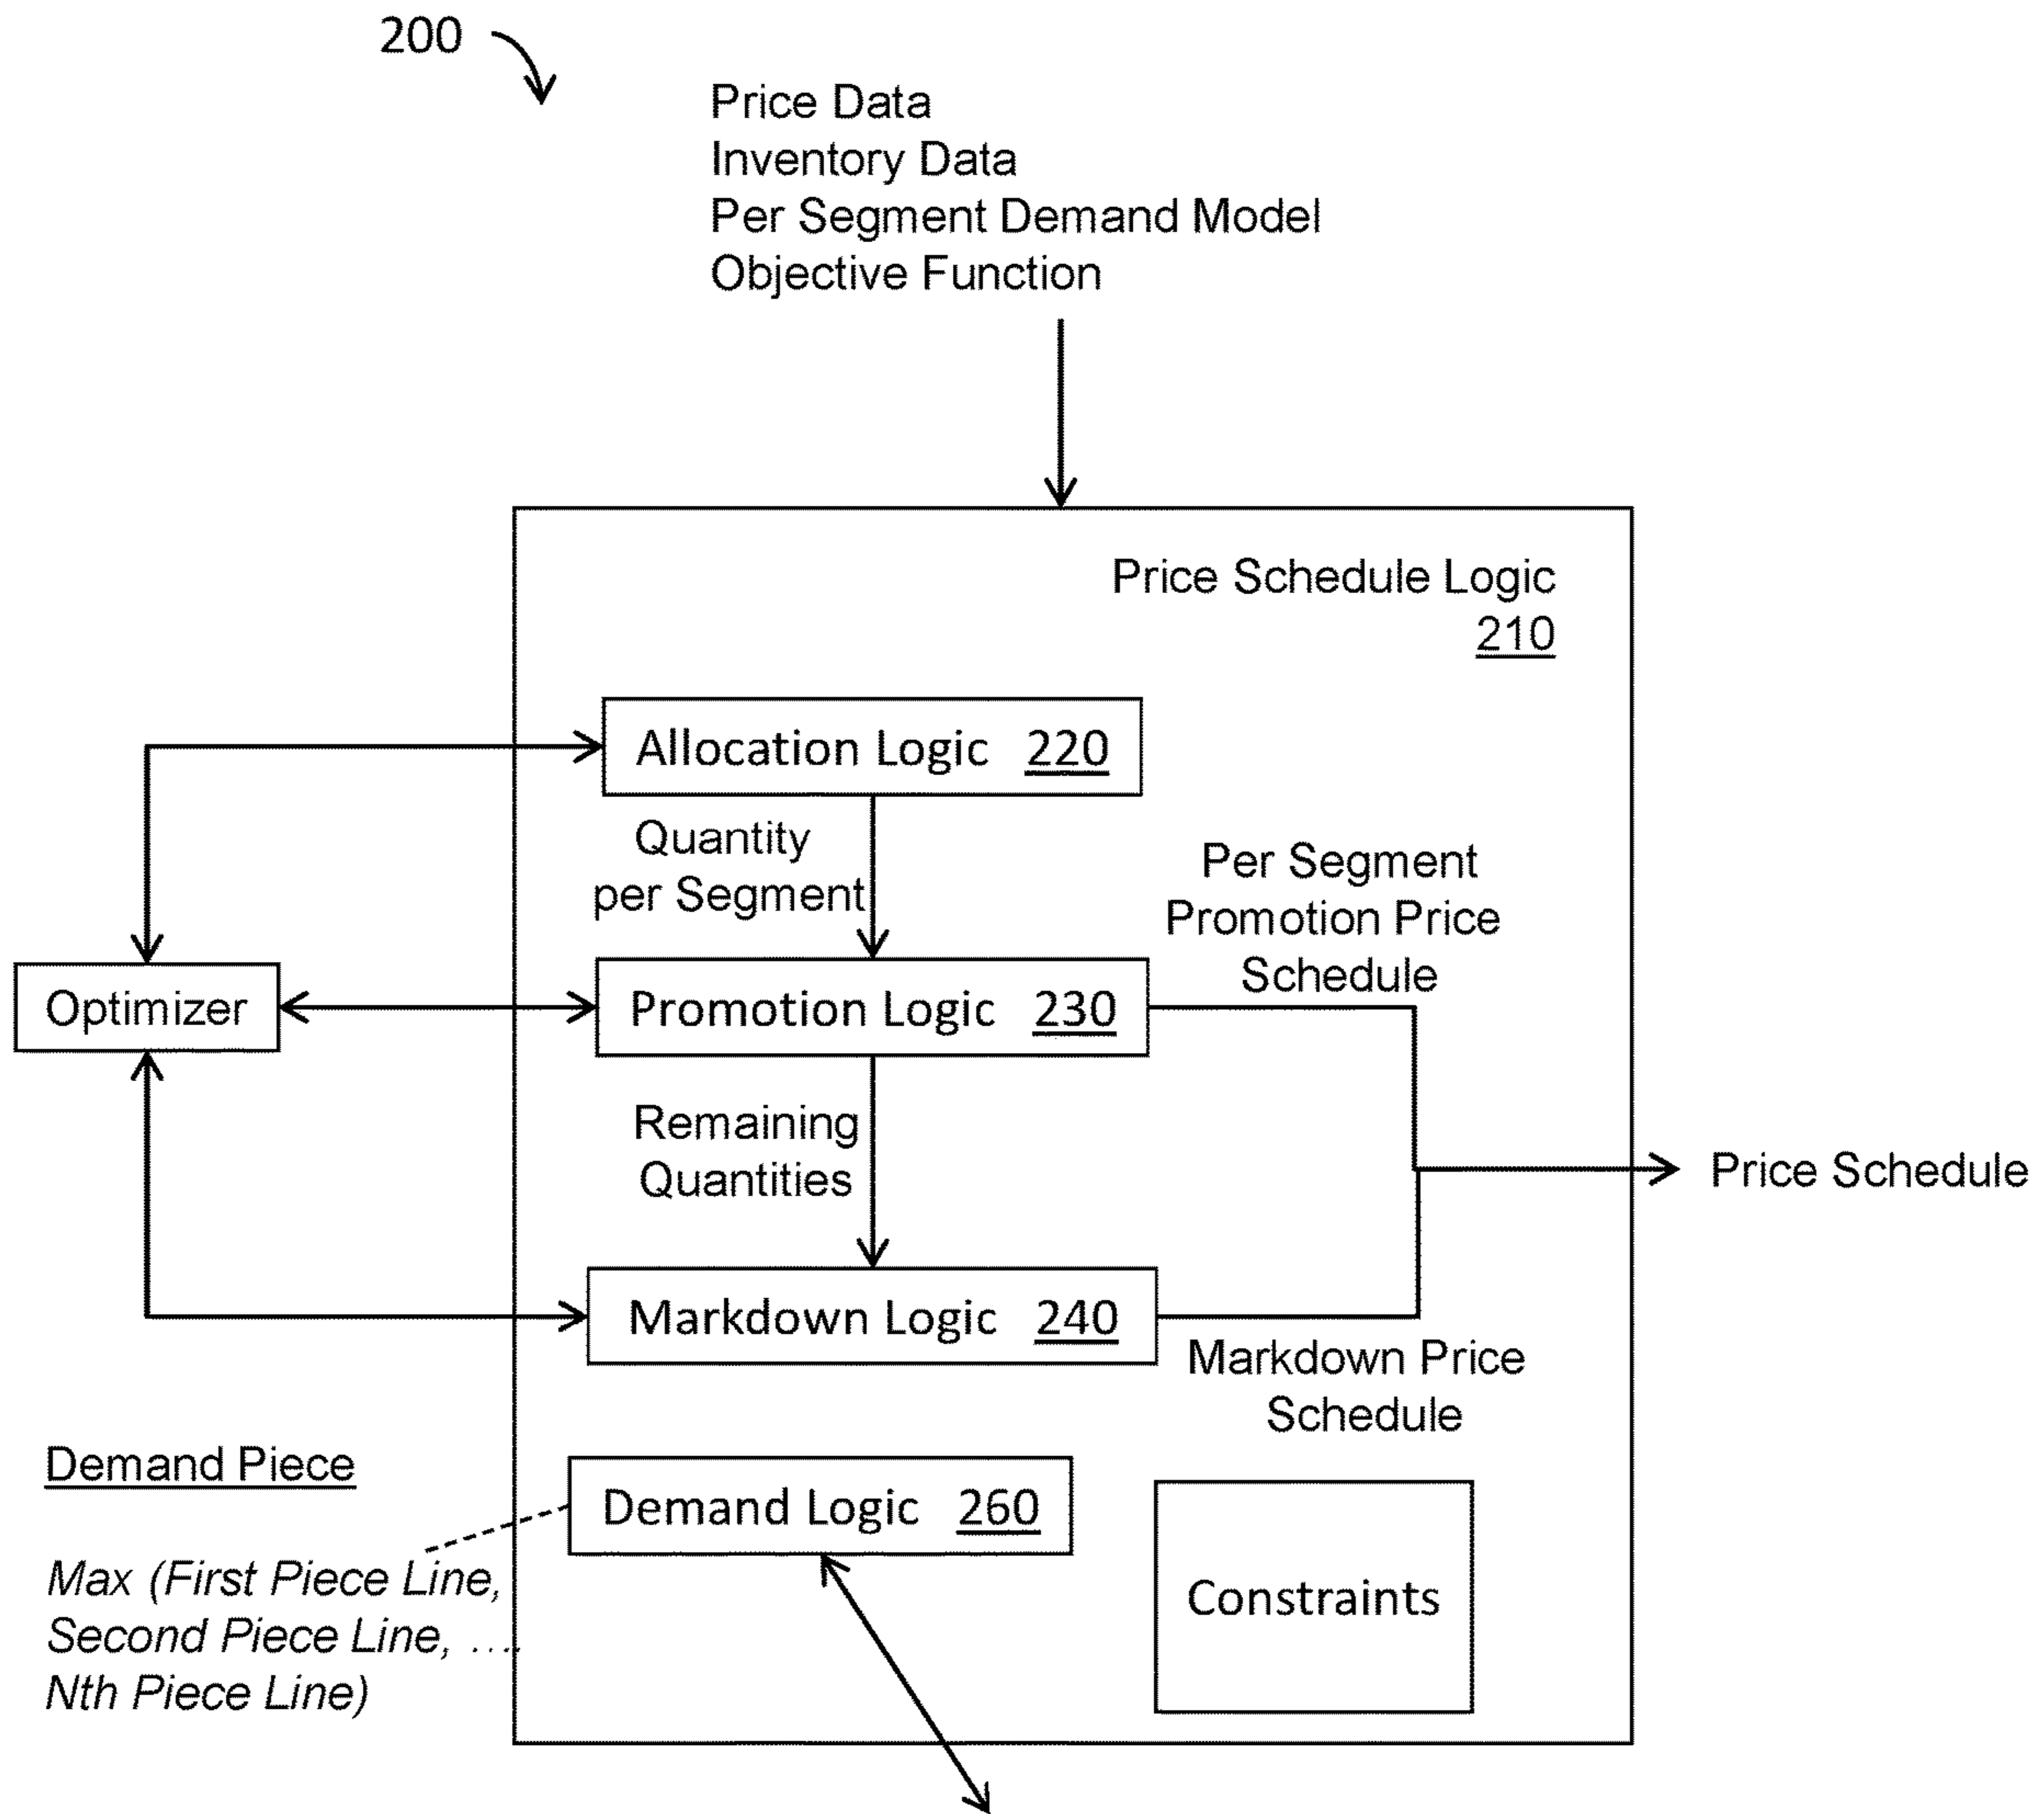 200
Price Data
Inventory Data
Per Segment Demand Model
Objective Function
Price Schedule Logic
210
Allocation Logic 220
Quantity
per Segment
Per Segment
Promotion Price
Schedule
Optimizer
Promotion Logic 230
Remaining
Quantities
Price Schedule
Markdown Logic 240
Markdown Price
Schedule
Demand Piece
Demand Logic 260
Max (First Piece Line,
Second Piece Line, ....
Nth Piece Line)
Constraints